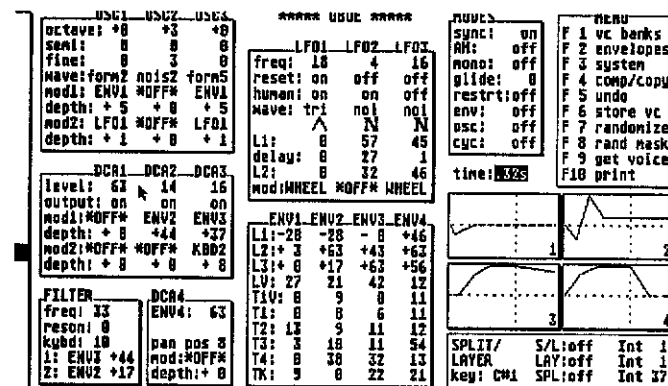 OSC1 OSC2 OSC3
octave: +0 +3 +0
semi: 0 0 0
fine: 0 3 0
wave: form2 nois2 form5
mod1: ENV1 *OFF* ENV1
depth: + 5 + 0 + 5
mod2: LFO1 *OFF* LFO1
depth: + 1 + 0 + 1
DCA1 DCA2 DCA3
level: 63 14 16
output: on on on
mod1: *OFF* ENV2 ENV3
depth: + 0 +44 +37
mod2: *OFF* *OFF* KBD2
depth: + 0 + 0 + 8
FILTER
freq: 33
reson: 0
kybd: 10
1: ENV3 +44
2: ENV2 +17
DCA4
ENV4: 63
pan pos 8
mod: *OFF*
depth: + 0
***** OBOE *****
LFO1 LFO2 LFO3
freq: 18 4 16
reset: on off off
human: on on off
wave: tri noi noi
L1: 0 57 45
delay: 0 27 1
L2: 0 32 46
mod: WHEEL *OFF* WHEEL
ENV1 ENV2 ENV3 ENV4
L1: -28 -28 - 0 +46
L2: + 3 +63 +43 +63
L3: + 0 +17 +63 +56
LV: 27 21 42 12
T1V: 0 9 0 11
T1: 0 8 6 11
T2: 13 9 11 12
T3: 3 10 11 54
T4: 0 38 32 13
TK: 9 0 22 21
MODES
sync: on
AM: off
mono: off
glide: 0
restrt: off
env: off
osc: off
cyc: off
time: .32s
MENU
F 1 vc banks
F 2 envelopes
F 3 system
F 4 comp/copy
F 5 undo
F 6 store vc
F 7 randomize
F 8 rand mask
F 9 get voice
F10 print
1
2
3
4
SPLIT/ S/L: off Int 1
LAYER LAY: off Int 1
key: C#1 SPL: off Int 37